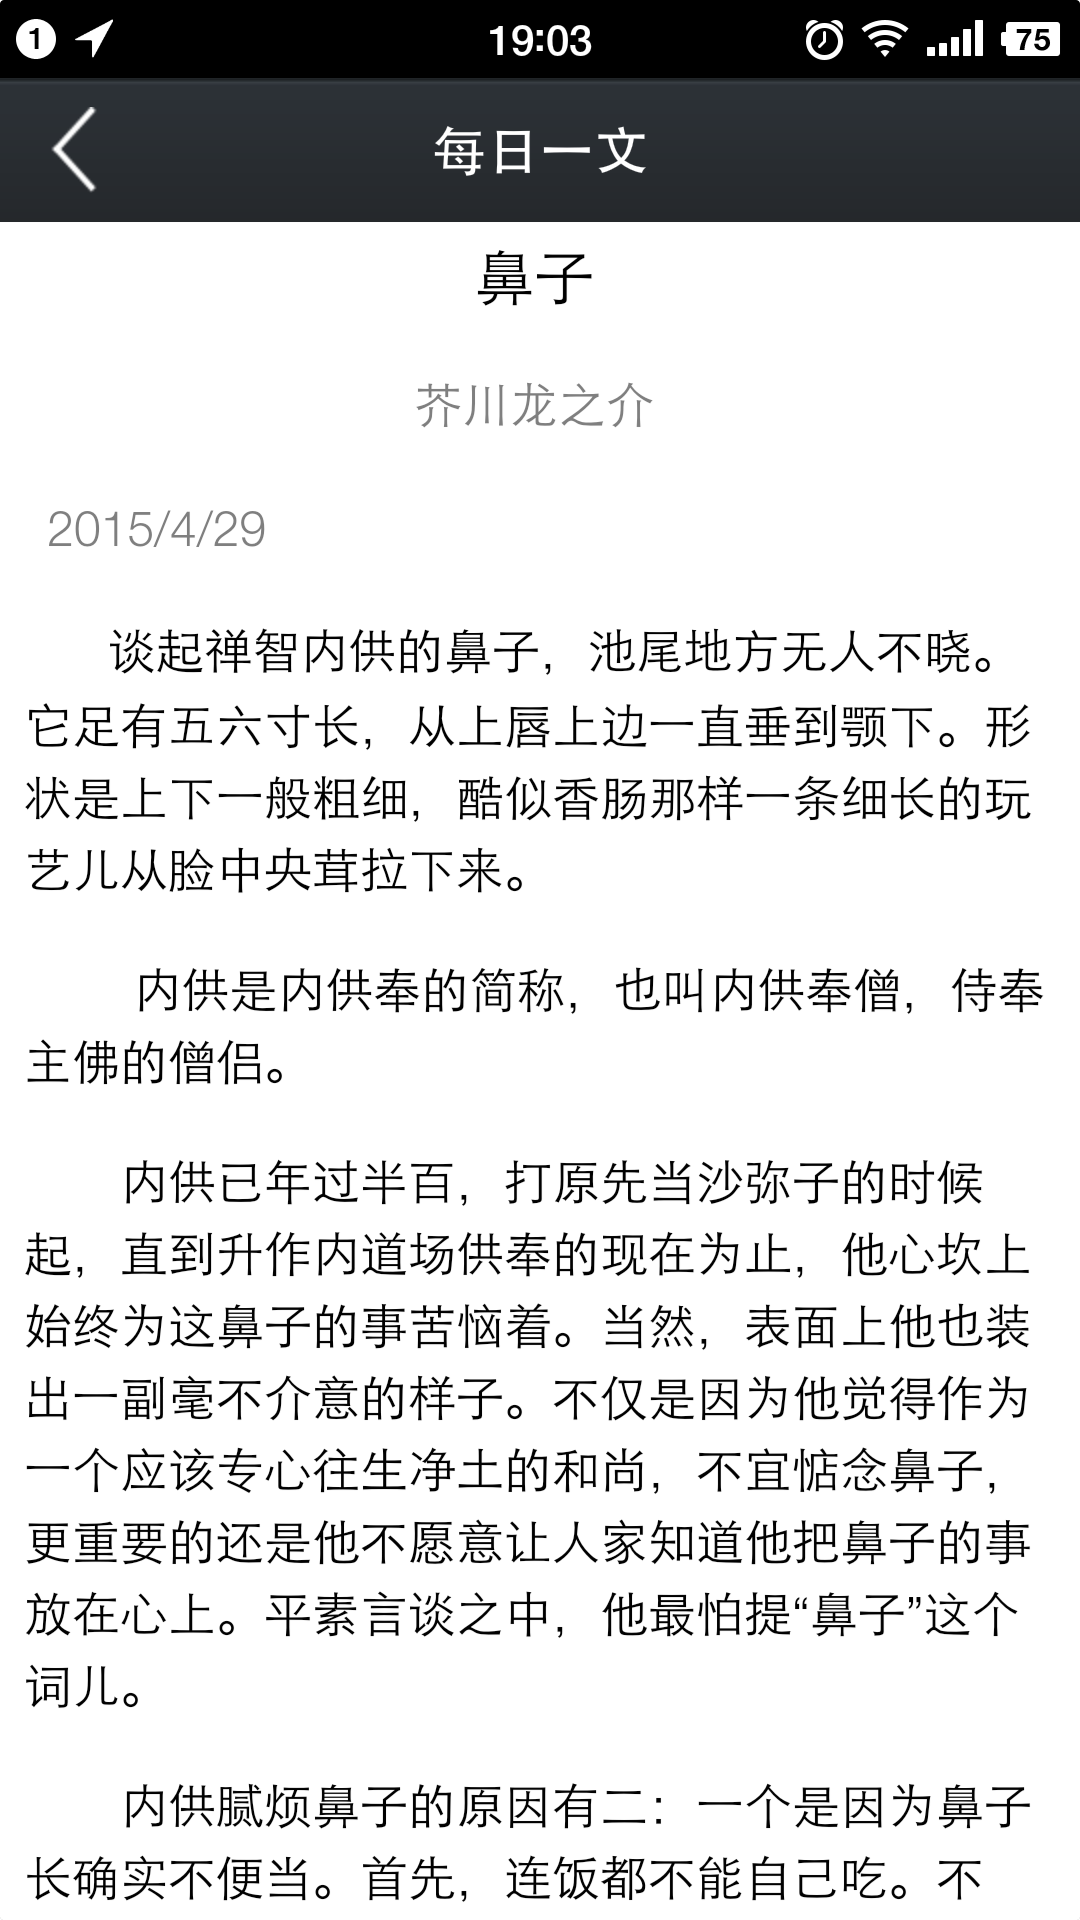 1
19:03
75
每日一文
鼻子
芥川龙之介
2015/4/29
谈起禅智内供的鼻子，池尾地方无人不晓。
它足有五六寸长，从上唇上边一直垂到颚下。形
状是上下一般粗细，酷似香肠那样一条细长的玩
艺儿从脸中央茸拉下来。
内供是内供奉的简称，也叫内供奉僧，侍奉
主佛的僧侣。
内供已年过半百，打原先当沙弥子的时候
起，直到升作内道场供奉的现在为止，他心坎上
始终为这鼻子的事苦恼着。当然，表面上他也装
出一副毫不介意的样子。不仅是因为他觉得作为
一个应该专心往生净土的和尚，不宜惦念鼻子，
更重要的还是他不愿意让人家知道他把鼻子的事
放在心上。平素言谈之中，他最怕提“鼻子”这个
词儿。
内供腻烦鼻子的原因有二：一个是因为鼻子
长确实不便当。首先，连饭都不能自己吃。不